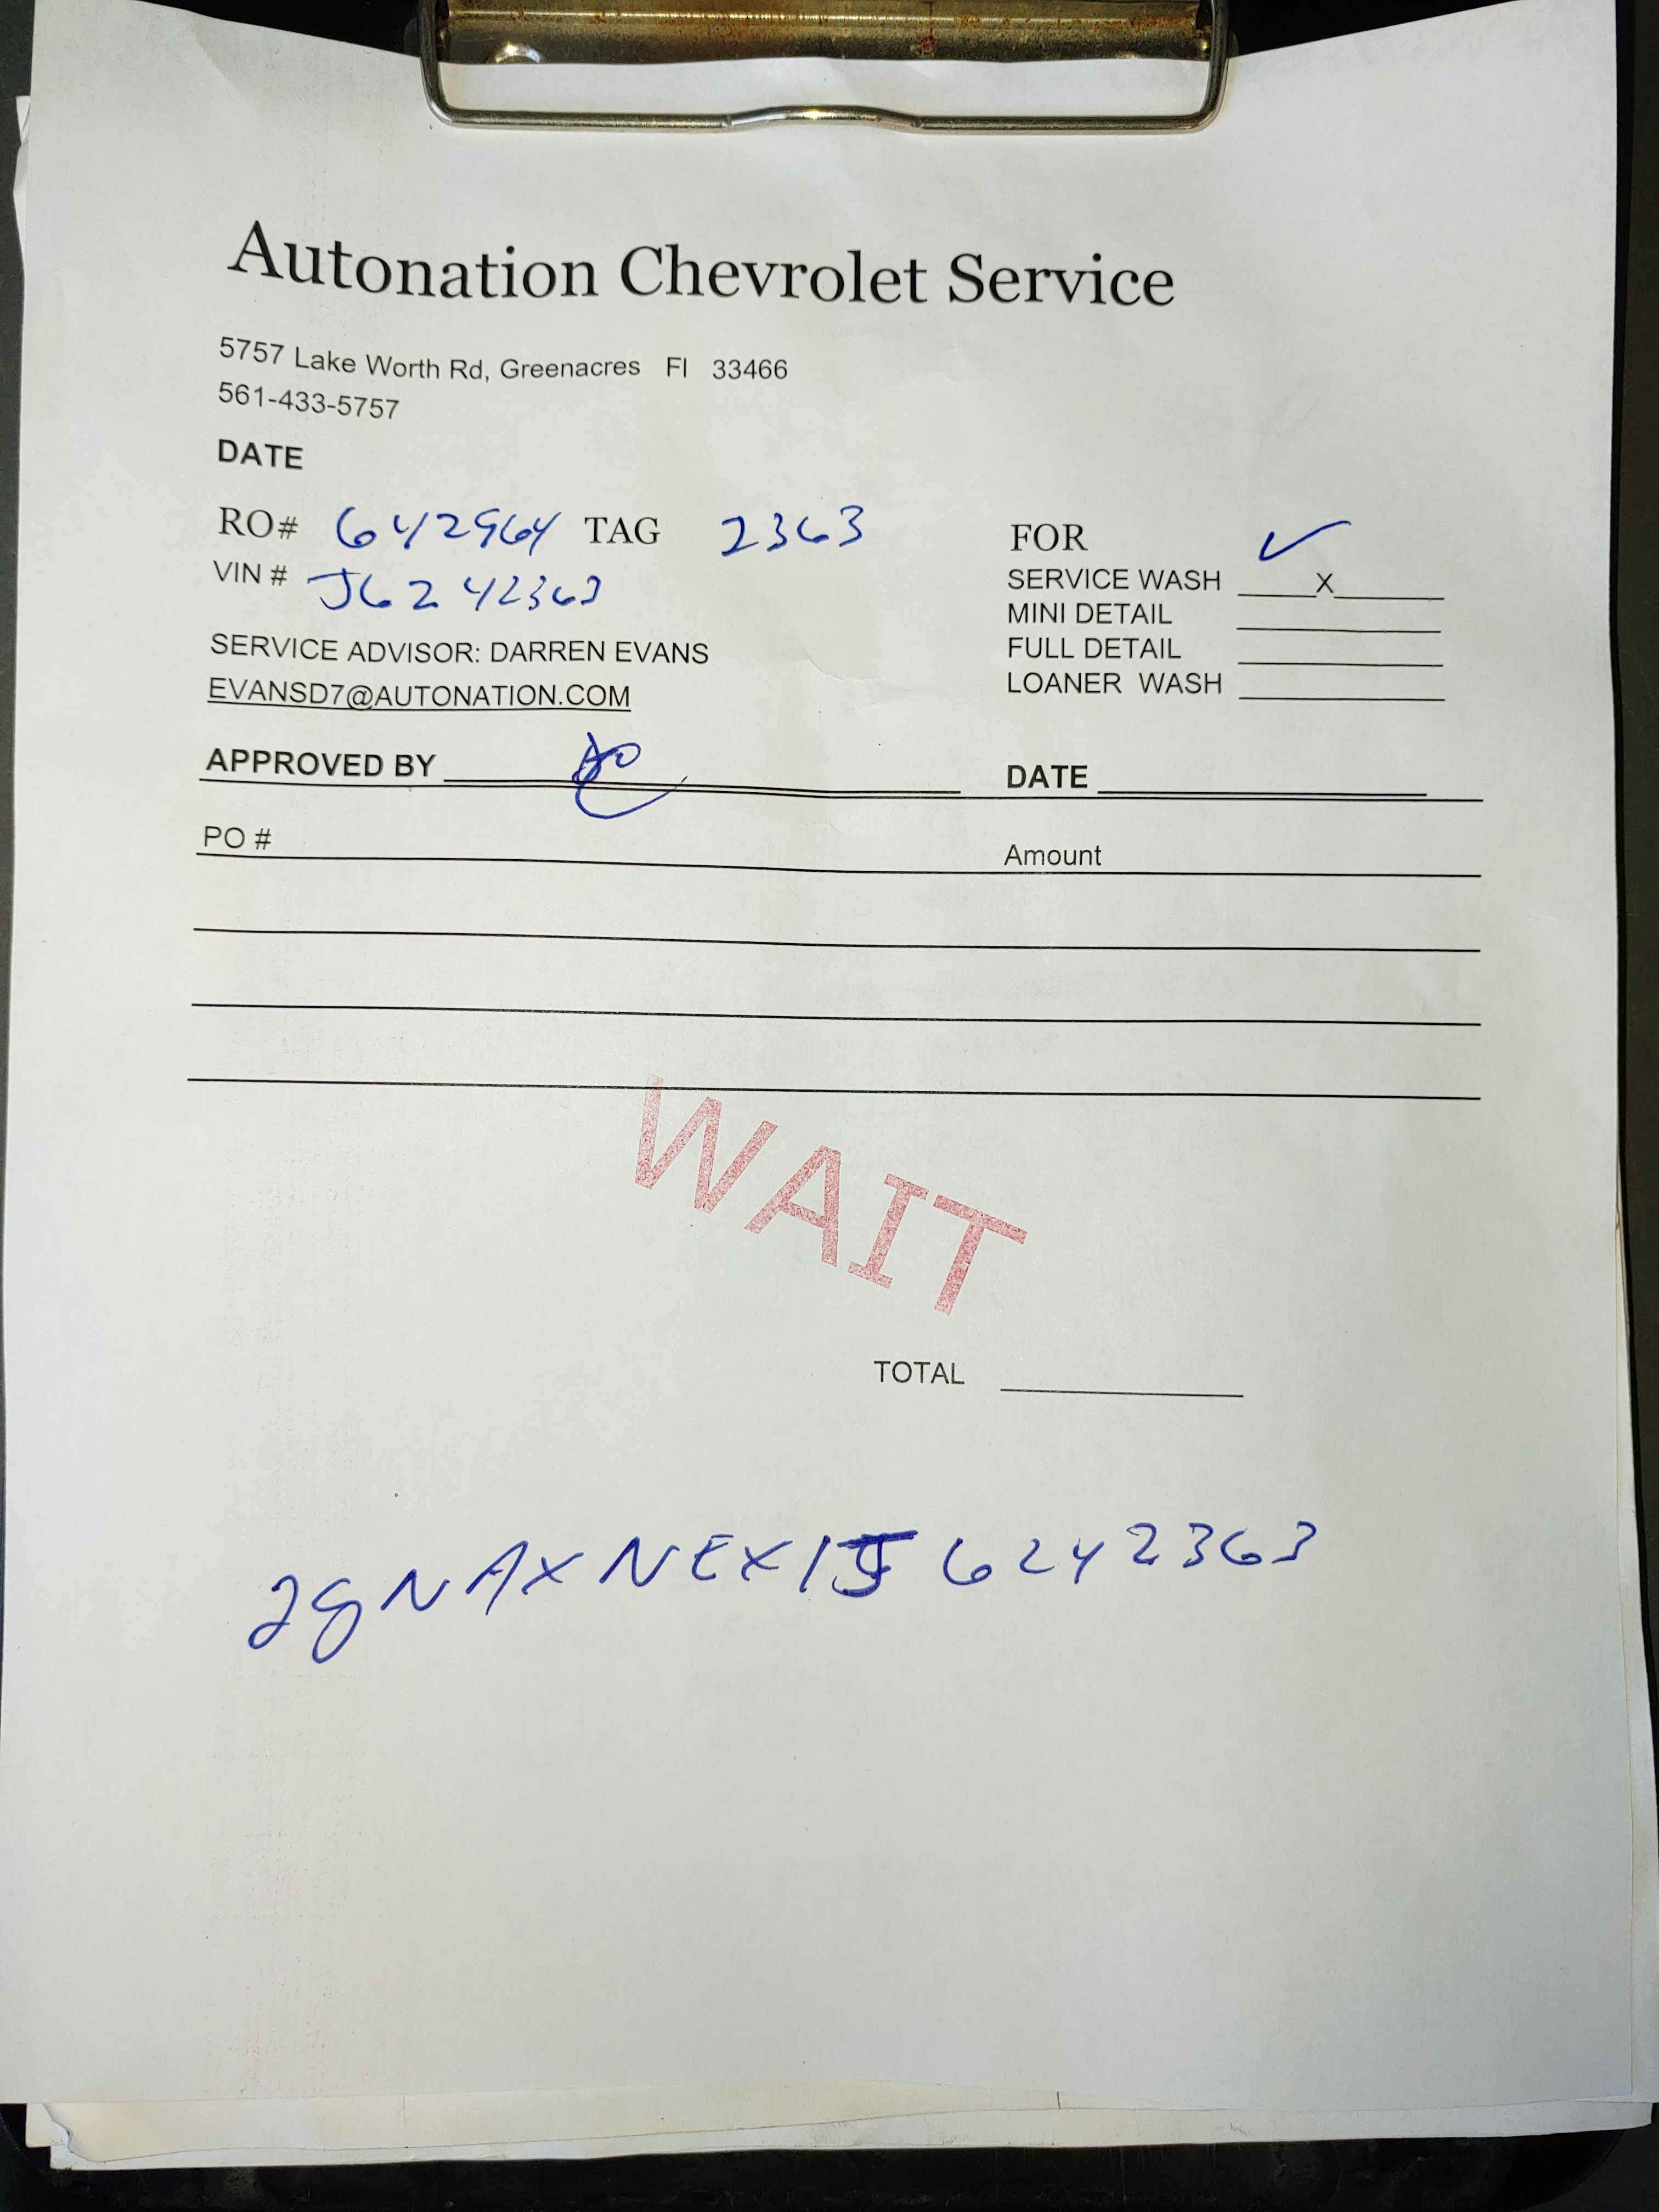 Autonation Chevrolet Service
5757 Lake Worth Rd, Greenacres Fl 33466
561-433-5757
DATE
RO# 642964 TAG 2363
VIN # J6242363
FOR ✓
SERVICE WASH _____X_______
MINI DETAIL
FULL DETAIL
LOANER WASH
SERVICE ADVISOR: DARREN EVANS
EVANSD7@AUTONATION.COM
APPROVED BY
DATE
PO #
Amount
WAIT
TOTAL
2gNAXNEX1J6242363